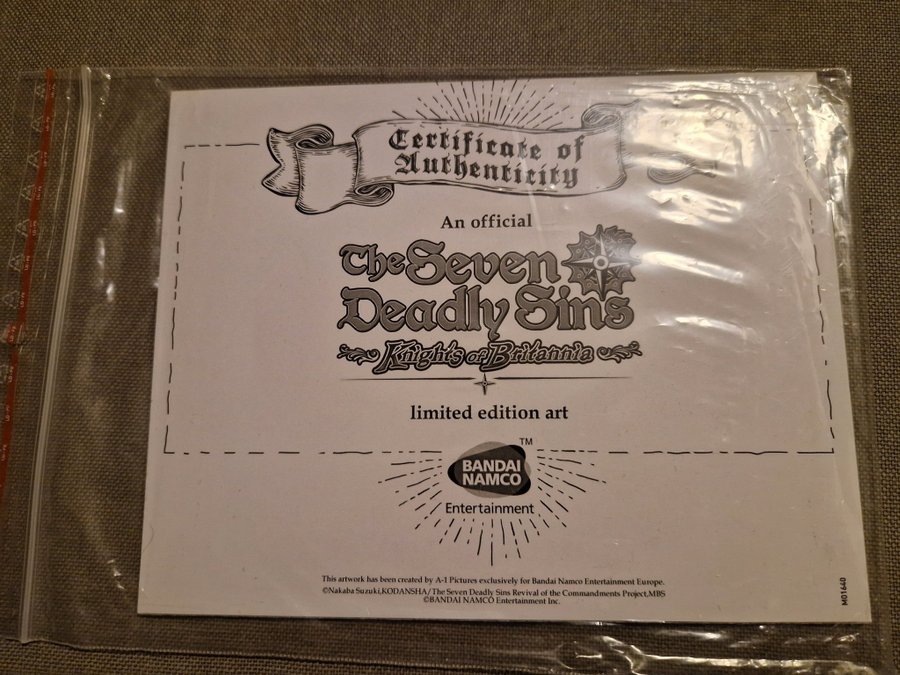 Certificate of
Authenticity
An official
The Seven
Deadly Sins
Knights of Britannia
limited edition art
BANDAI
NAMCO
TM
Entertainment
This artwork has been created by A-1 Pictures exclusively for Bandai Namco Entertainment Europe.
©Nakaba Suzuki,KODANSHA/The Seven Deadly Sins Revival of the Commandments Project,MBS
©BANDAI NAMCO Entertainment Inc.
M01640